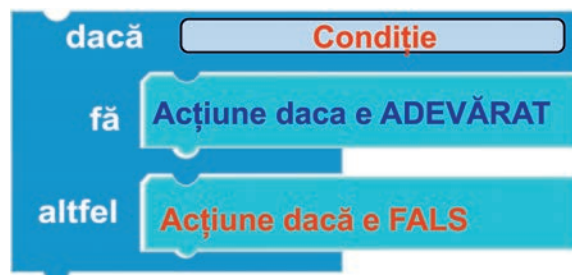 dacă Condiție
fă Acțiune daca e ADEVĂRAT
altfel Acțiune dacă e FALS